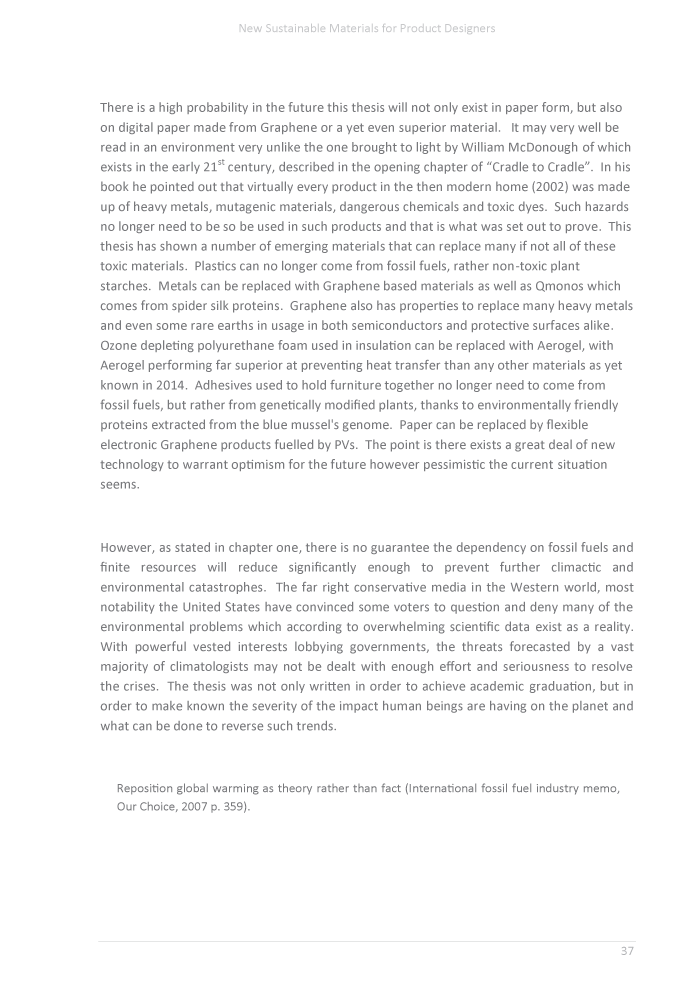 New Sustainable Materials for Product Designers
There is a high probability in the future this thesis will not only exist in paper form, but also
on digital paper made from Graphene or a yet even superior material.   It may very well be
read in an environment very unlike the one brought to light by William McDonough of which
exists in the early 21st century, described in the opening chapter of “Cradle to Cradle”.  In his
book he pointed out that virtually every product in the then modern home (2002) was made
up of heavy metals, mutagenic materials, dangerous chemicals and toxic dyes.  Such hazards
no longer need to be so be used in such products and that is what was set out to prove.  This
thesis has shown a number of emerging materials that can replace many if not all of these
toxic materials.  Plastics can no longer come from fossil fuels, rather non-toxic plant
starches.  Metals can be replaced with Graphene based materials as well as Qmonos which
comes from spider silk proteins.  Graphene also has properties to replace many heavy metals
and even some rare earths in usage in both semiconductors and protective surfaces alike.
Ozone depleting polyurethane foam used in insulation can be replaced with Aerogel, with
Aerogel performing far superior at preventing heat transfer than any other materials as yet
known in 2014.  Adhesives used to hold furniture together no longer need to come from
fossil fuels, but rather from genetically modified plants, thanks to environmentally friendly
proteins extracted from the blue mussel's genome.  Paper can be replaced by flexible
electronic Graphene products fuelled by PVs.  The point is there exists a great deal of new
technology to warrant optimism for the future however pessimistic the current situation
seems.
However, as stated in chapter one, there is no guarantee the dependency on fossil fuels and
finite resources will reduce significantly enough to prevent further climactic and
environmental catastrophes.  The far right conservative media in the Western world, most
notability the United States have convinced some voters to question and deny many of the
environmental problems which according to overwhelming scientific data exist as a reality.
With powerful vested interests lobbying governments, the threats forecasted by a vast
majority of climatologists may not be dealt with enough effort and seriousness to resolve
the crises.  The thesis was not only written in order to achieve academic graduation, but in
order to make known the severity of the impact human beings are having on the planet and
what can be done to reverse such trends.
Reposition global warming as theory rather than fact (International fossil fuel industry memo,
Our Choice, 2007 p. 359).
37